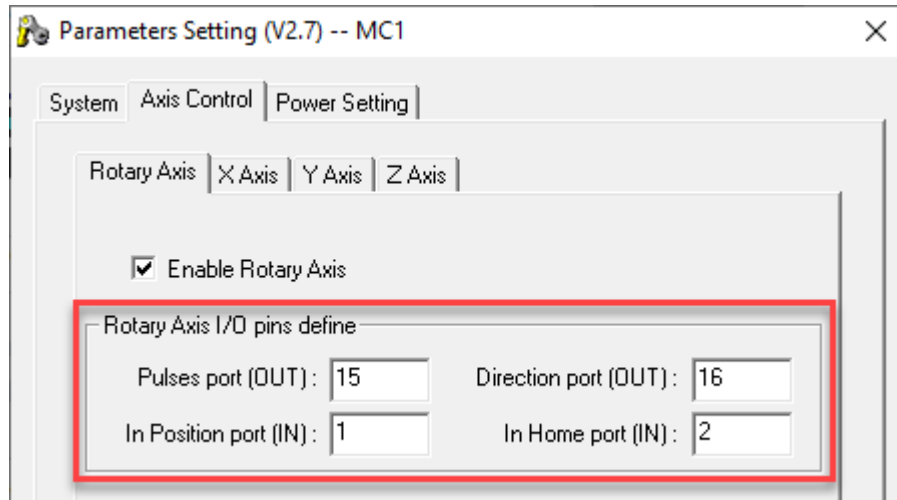 Parameters Setting (V2.7) -- MC1
System Axis Control Power Setting
Rotary Axis X Axis Y Axis Z Axis
Enable Rotary Axis
Rotary Axis I/O pins define
Pulses port (OUT) : 15 Direction port (OUT) : 16
In Position port (IN) : 1 In Home port (IN) : 2